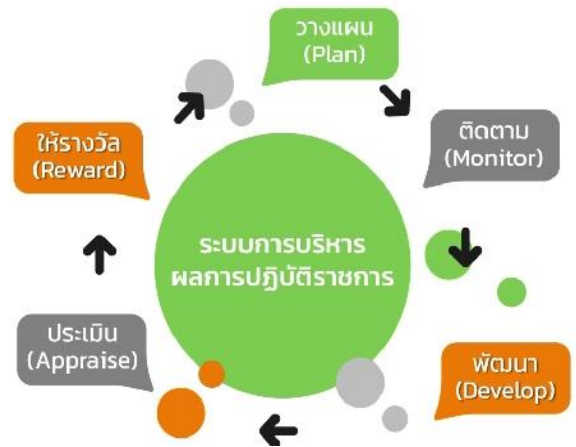 วางแผน
(Plan)
ติดตาม
(Monitor)
พัฒนา
(Develop)
ประเมิน
(Appraise)
ให้รางวัล
(Reward)
ระบบการบริหาร
ผลการปฏิบัติราชการ